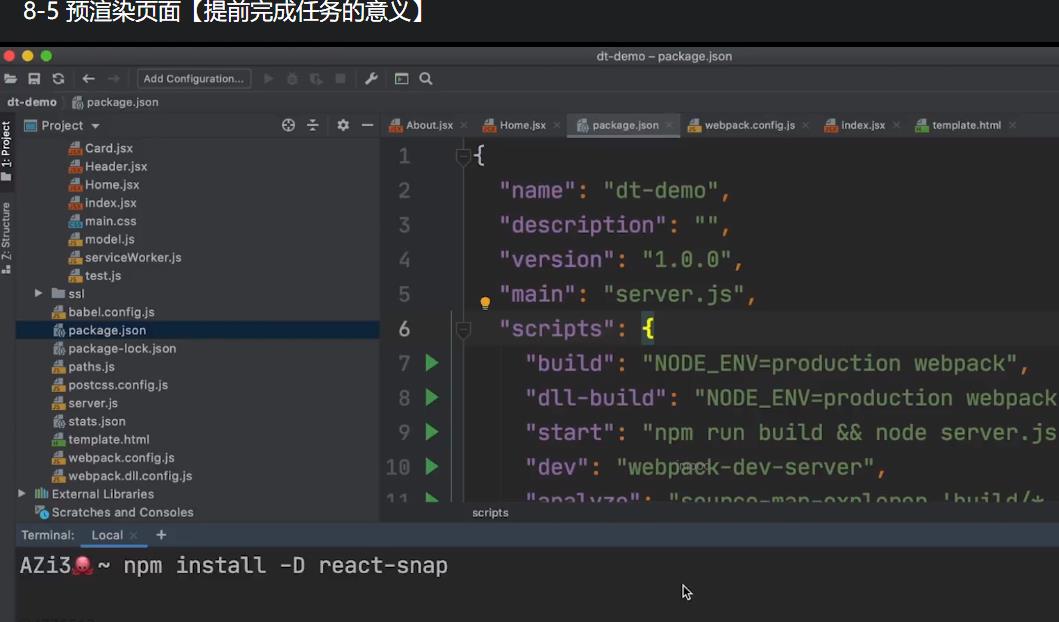 8-5 预渲染页面【提前完成任务的意义】
dt-demo – package.json
Add Configuration...
dt-demo
package.json
1: Project
Z: Structure
Project
About.jsx
Home.jsx
package.json
webpack.config.js
index.jsx
template.html
Card.jsx
Header.jsx
Home.jsx
index.jsx
main.css
model.js
serviceWorker.js
test.js
ssl
babel.config.js
package.json
package-lock.json
paths.js
postcss.config.js
server.js
stats.json
template.html
webpack.config.js
webpack.dll.config.js
External Libraries
Scratches and Consoles
1 {
2 "name": "dt-demo",
3 "description": "",
4 "version": "1.0.0",
5 "main": "server.js",
6 "scripts": {
7 "build": "NODE_ENV=production webpack",
8 "dll-build": "NODE_ENV=production webpack
9 "start": "npm run build && node server.js
10 "dev": "webpack-dev-server",
11 "analyze": "source-map-explorer 'build/*
scripts
Terminal:
Local
AZi3🐙~ npm install -D react-snap